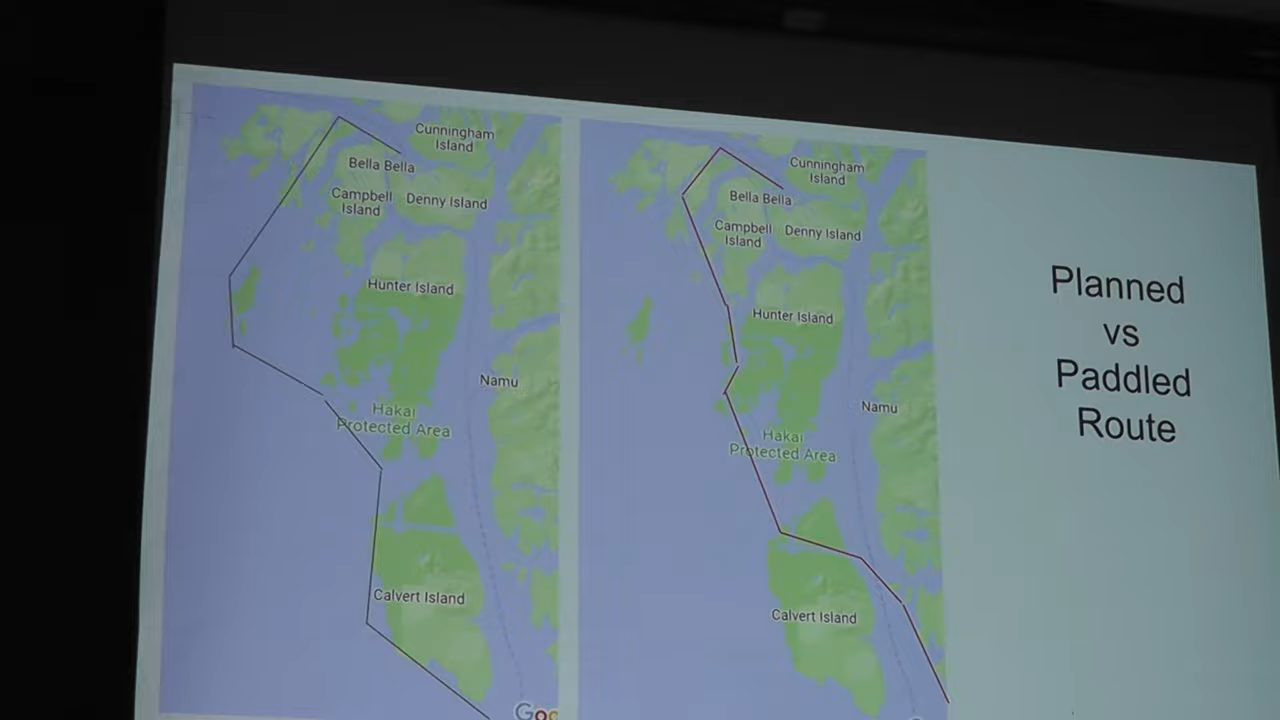 Cunningham
Island
Bella Bella
Campbell
Island
Denny Island
Hunter Island
Namu
Hakai
Protected Area
Calvert Island
Goo
Cunningham
Island
Bella Bella
Campbell
Island
Denny Island
Hunter Island
Namu
Hakai
Protected Area
Calvert Island
Planned
vs
Paddled
Route